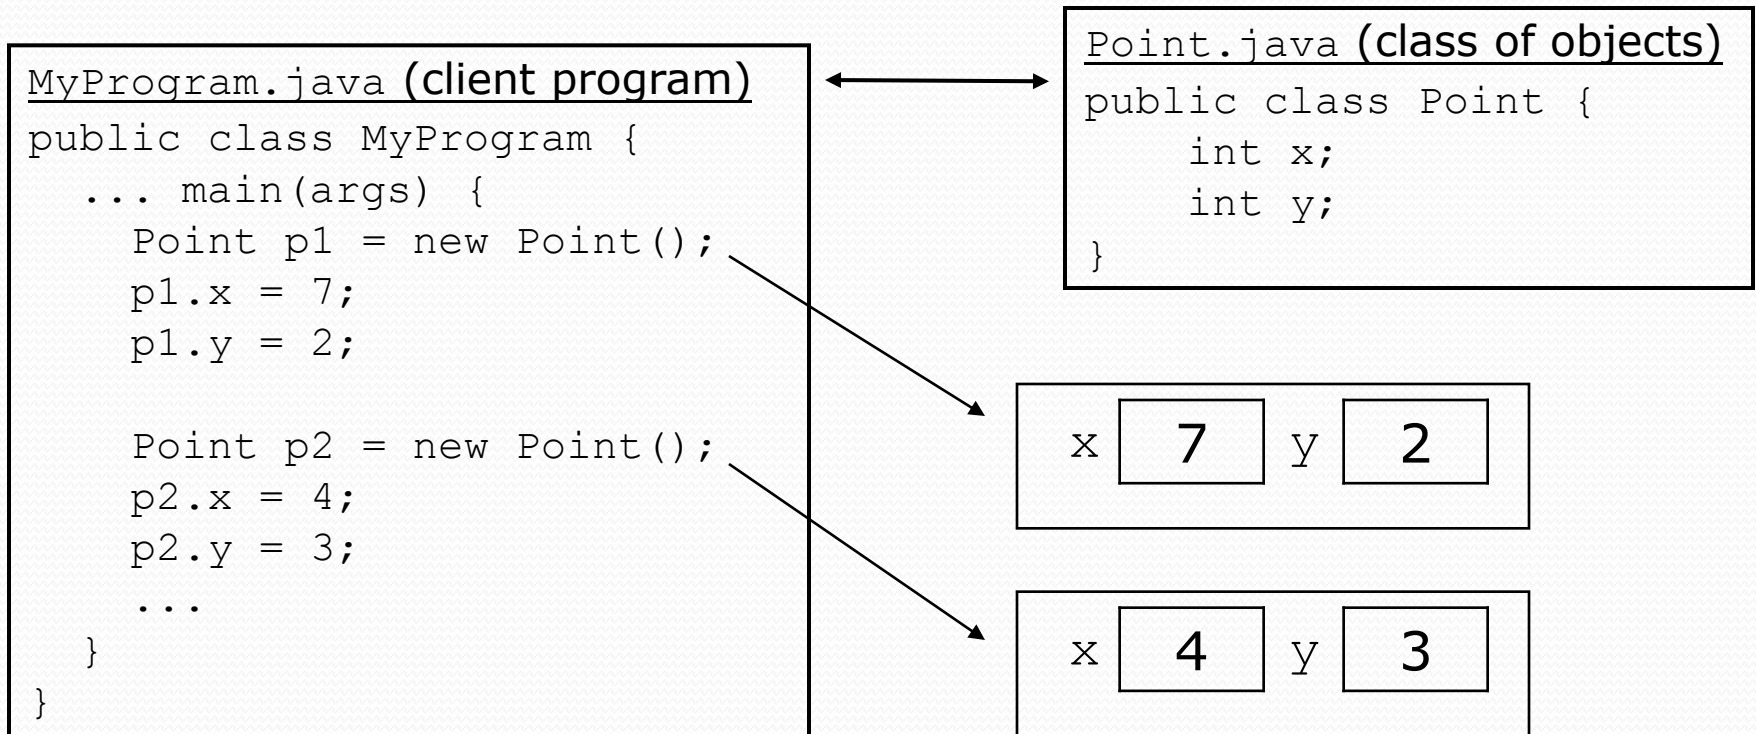 MyProgram.java (client program)
public class MyProgram {
  ... main(args) {
    Point p1 = new Point();
    p1.x = 7;
    p1.y = 2;
    Point p2 = new Point();
    p2.x = 4;
    p2.y = 3;
    ...
  }
}
Point.java (class of objects)
public class Point {
    int x;
    int y;
}
x 7 y 2
x 4 y 3